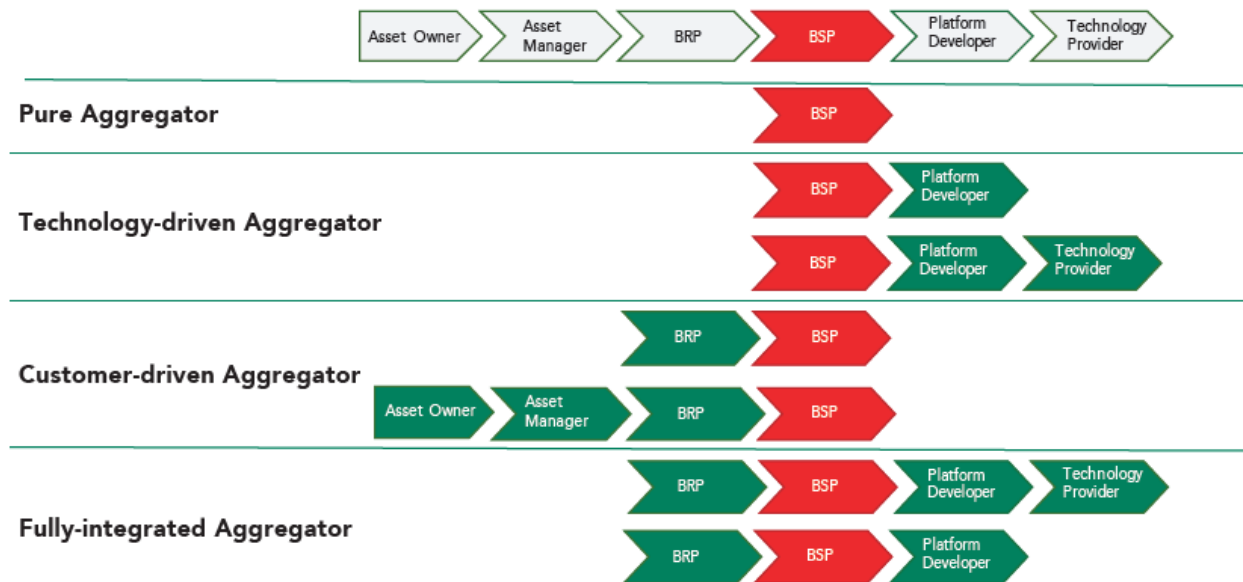 Asset Owner
Asset
Manager
BRP
BSP
Platform
Developer
Technology
Provider
Pure Aggregator
BSP
Technology-driven Aggregator
BSP
Platform
Developer
BSP
Platform
Developer
Technology
Provider
Customer-driven Aggregator
BRP
BSP
Asset Owner
Asset
Manager
BRP
BSP
Fully-integrated Aggregator
BRP
BSP
Platform
Developer
Technology
Provider
BRP
BSP
Platform
Developer